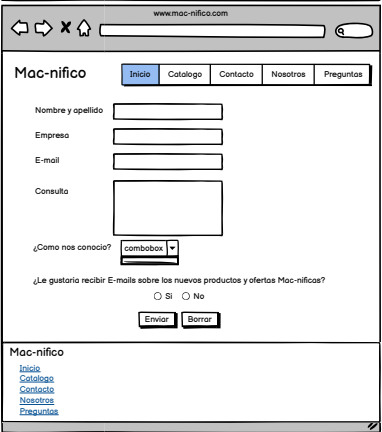 www.mac-nifico.com
Mac-nifico
Inicio Catalogo Contacto Nosotros Preguntas
Nombre y apellido
Empresa
E-mail
Consulta
¿Como nos conocio? combobox
¿Le gustaria recibir E-mails sobre los nuevos productos y ofertas Mac-nificas?
Si No
Enviar Borrar
Mac-nifico
Inicio
Catalogo
Contacto
Nosotros
Preguntas